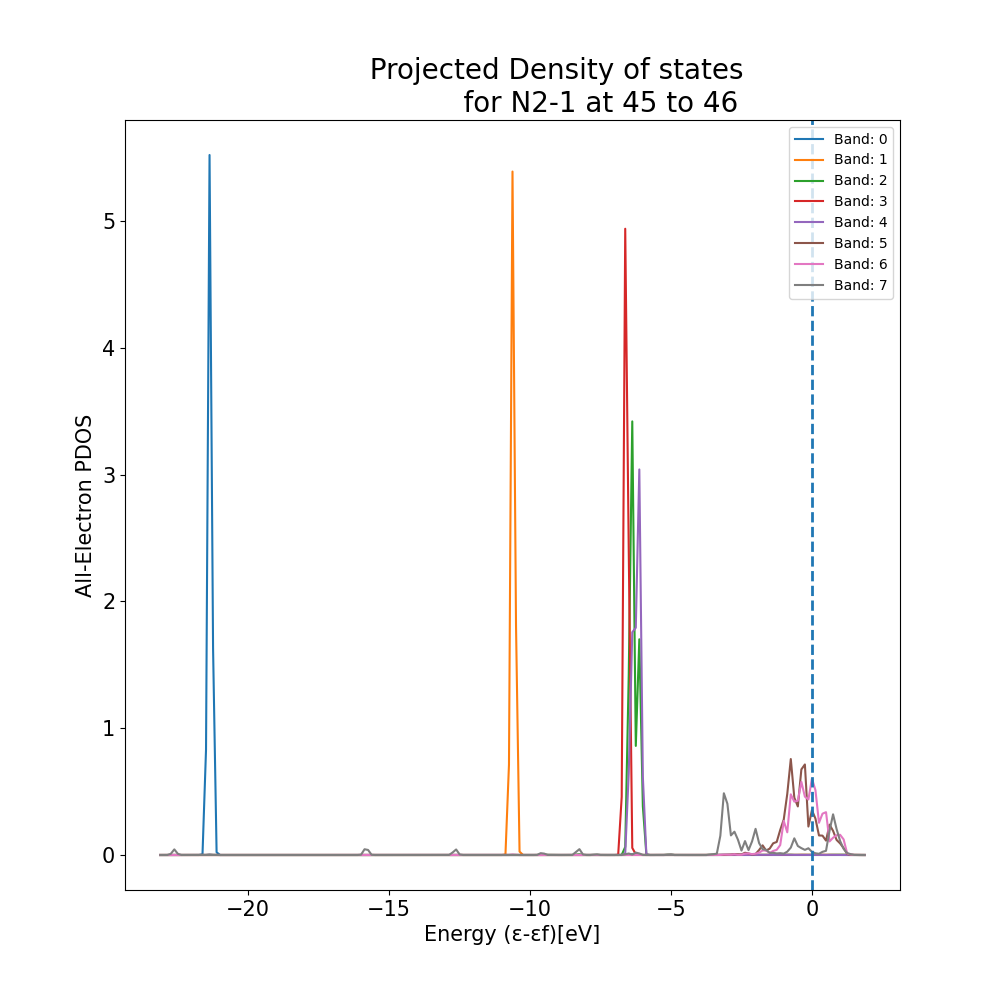 Projected Density of states
for N2-1 at 45 to 46
Band: 0
Band: 1
Band: 2
Band: 3
Band: 4
Band: 5
Band: 6
Band: 7
All-Electron PDOS
5
4
3
2
1
0
−20
−15
−10
−5
0
Energy (ε-εf)[eV]